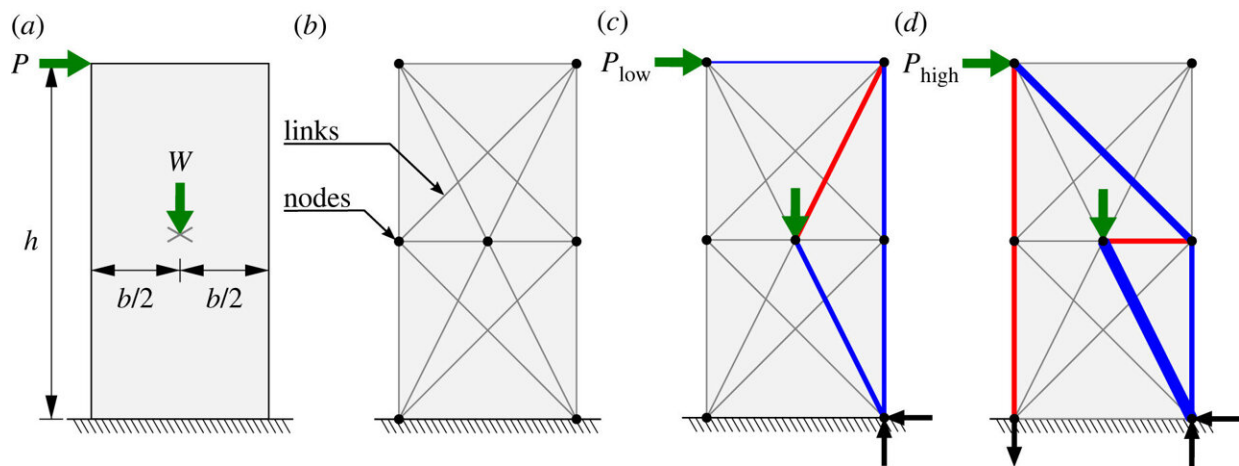 (a)
P
W
h
b/2
b/2
(b)
links
nodes
(c)
P_low
(d)
P_high